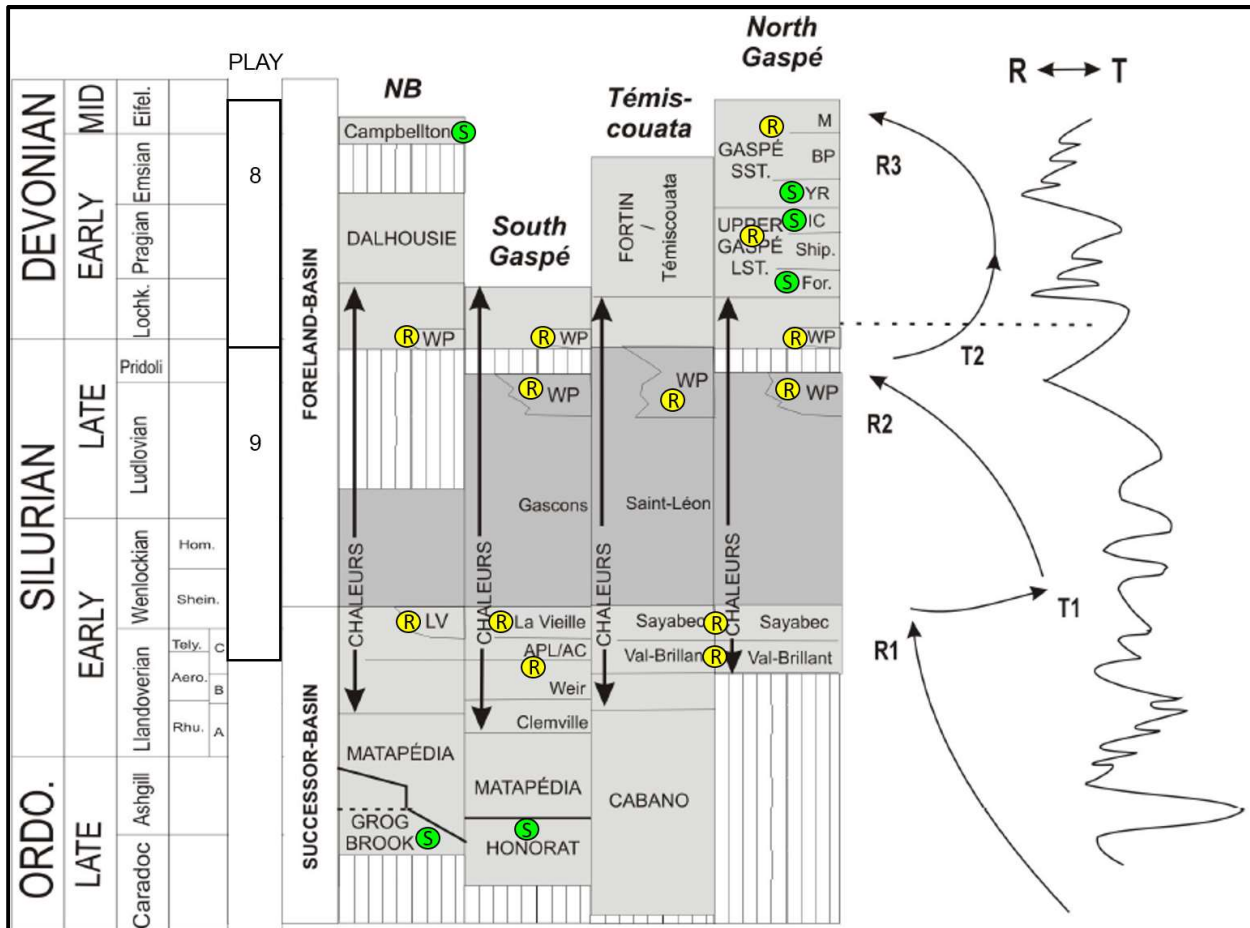 North
Gaspé
PLAY
R T
NB
Témis-
couata
DEVONIAN
MID
Eifel.
EARLY
Emsian
Pragian
Lochk.
8
FORELAND-BASIN
Campbellton S
DALHOUSIE
R WP
South
Gaspé
R WP
FORTIN
/
Témiscouata
R M
GASPÉ
SST.
BP
S YR
S IC
UPPER
R
GASPÉ
LST.
Ship.
S For.
R WP
R3
T2
SILURIAN
LATE
Pridoli
Ludlovian
9
R WP
WP
R
R WP
R2
Gascons
Saint-Léon
EARLY
Wenlockian
Hom.
Shein.
CHALEURS
CHALEURS
CHALEURS
CHALEURS
T1
R LV
R La Vieille
Sayabec R
Sayabec
Llandoverian
Tely.
C
Aero.
B
Rhu.
A
SUCCESSOR-BASIN
APL/AC
R
Weir
Clemville
Val-Brillan R
Val-Brillant
R1
ORDO.
LATE
Ashgill
Caradoc
MATAPÉDIA
GROG
BROOK S
MATAPÉDIA
S
HONORAT
CABANO